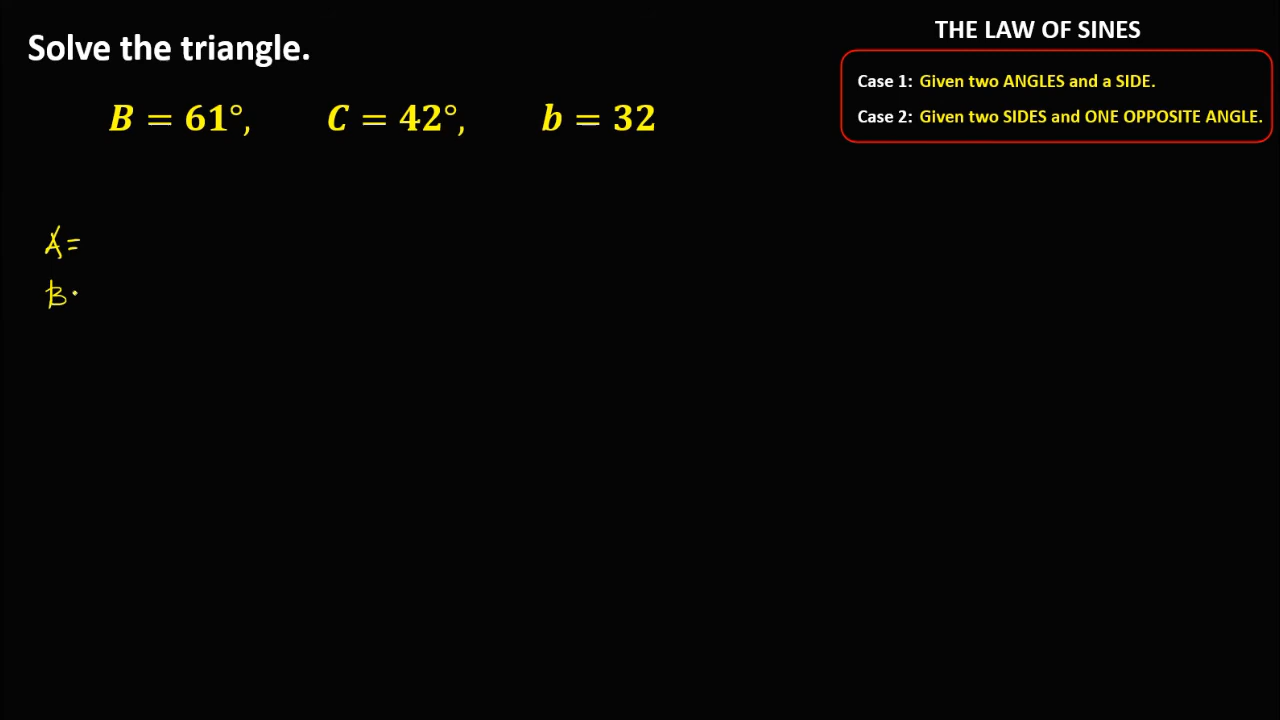 Solve the triangle.
B = 61°, C = 42°, b = 32
THE LAW OF SINES
Case 1: Given two ANGLES and a SIDE.
Case 2: Given two SIDES and ONE OPPOSITE ANGLE.
A=
B